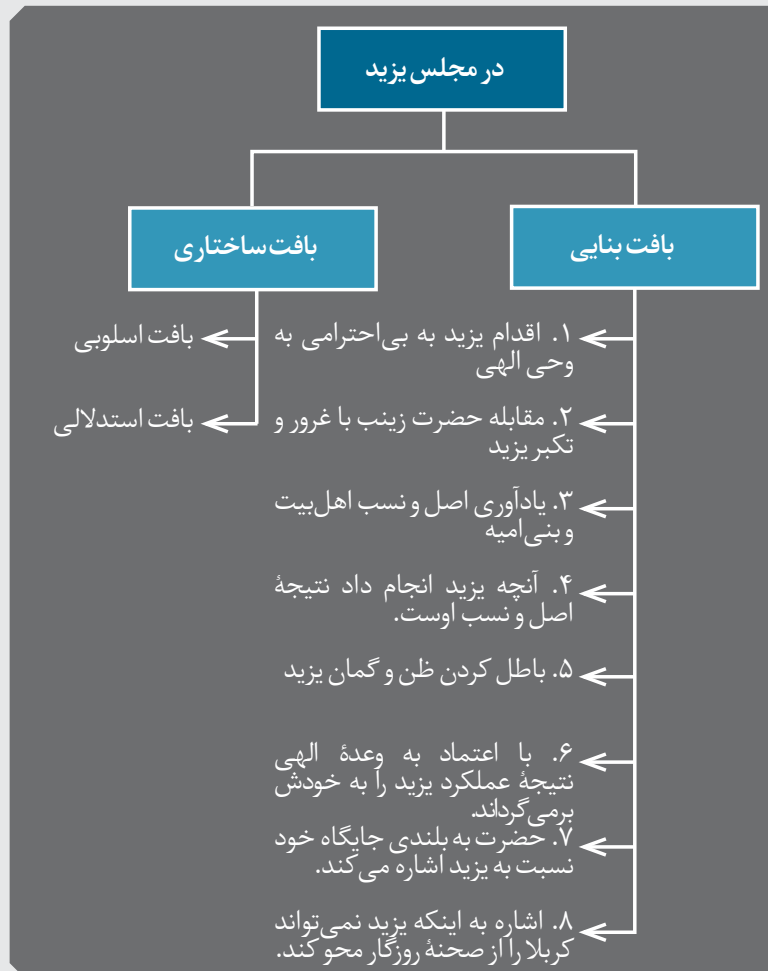 در مجلس یزید
بافت بنایی
۱. اقدام یزید به بی‌احترامی به
وحی الهی
۲. مقابله حضرت زینب با غرور و
تکبر یزید
۳. یادآوری اصل و نسب اهل‌بیت
و بنی‌امیه
۴. آنچه یزید انجام داد نتیجهٔ
اصل و نسب اوست.
۵. باطل کردن ظن و گمان یزید
۶. با اعتماد به وعدهٔ الهی
نتیجهٔ عملکرد یزید را به خودش
برمی‌گرداند.
۷. حضرت به بلندی جایگاه خود
نسبت به یزید اشاره می‌کند.
۸. اشاره به اینکه یزید نمی‌تواند
کربلا را از صحنهٔ روزگار محو کند.
بافت ساختاری
بافت اسلوبی
بافت استدلالی